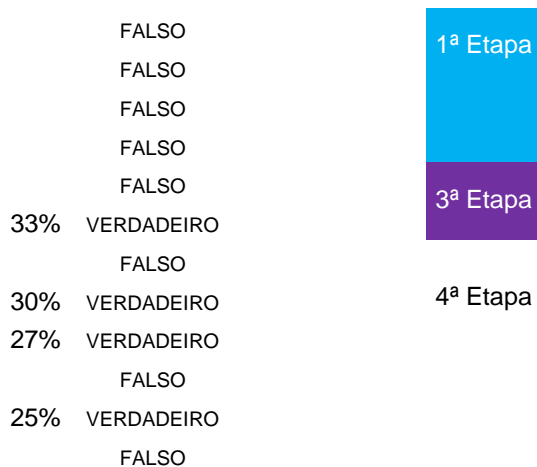 FALSO
1ª Etapa
FALSO
FALSO
FALSO
FALSO
3ª Etapa
33% VERDADEIRO
FALSO
30% VERDADEIRO
4ª Etapa
27% VERDADEIRO
FALSO
25% VERDADEIRO
FALSO